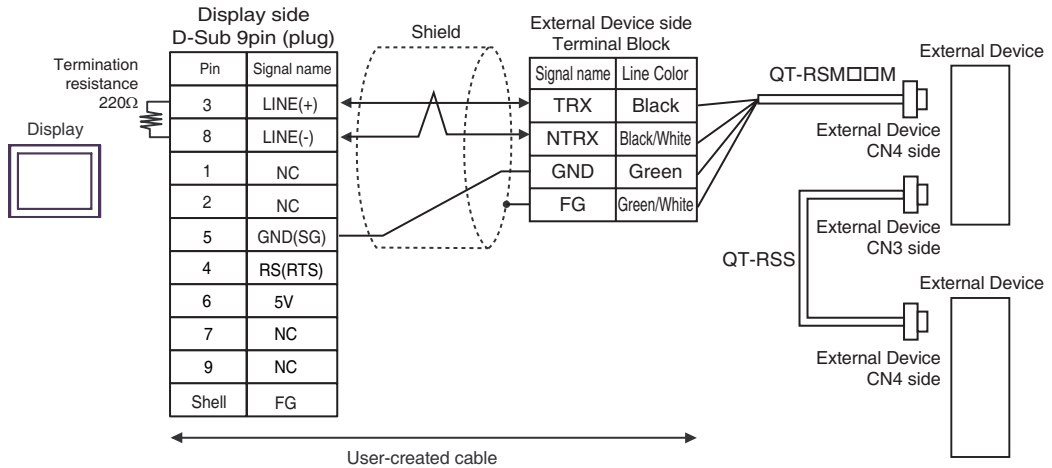 Display side
D-Sub 9pin (plug)
Shield
External Device side
Terminal Block
External Device
Termination
resistance
220Ω
Display
Pin Signal name
3 LINE(+)
8 LINE(-)
1 NC
2 NC
5 GND(SG)
4 RS(RTS)
6 5V
7 NC
9 NC
Shell FG
Signal name Line Color
TRX Black
NTRX Black/White
GND Green
FG Green/White
QT-RSM□□M
External Device
CN4 side
External Device
CN3 side
QT-RSS
External Device
External Device
CN4 side
User-created cable